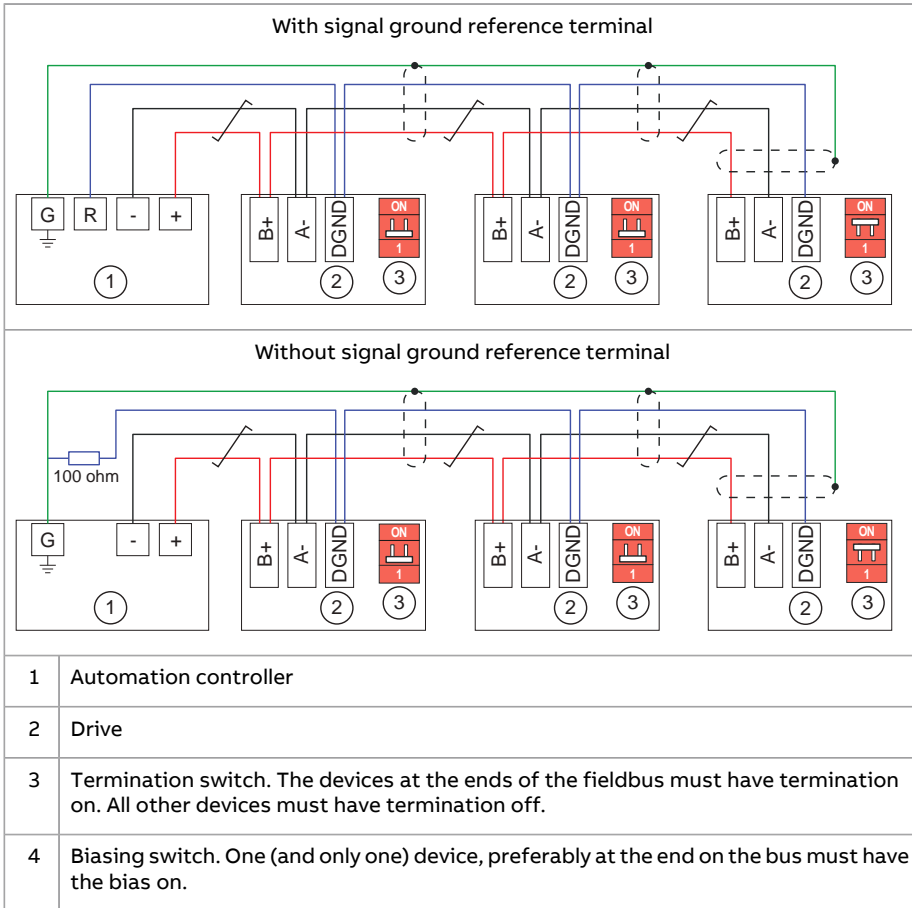 With signal ground reference terminal
G R - + B+ A- DGND ON 1 B+ A- DGND ON 1 B+ A- DGND ON 1
1 2 3 2 3 2 3
Without signal ground reference terminal
100 ohm
G - + B+ A- DGND ON 1 B+ A- DGND ON 1 B+ A- DGND ON 1
1 2 3 2 3 2 3
1 Automation controller
2 Drive
3 Termination switch. The devices at the ends of the fieldbus must have termination
on. All other devices must have termination off.
4 Biasing switch. One (and only one) device, preferably at the end on the bus must have
the bias on.